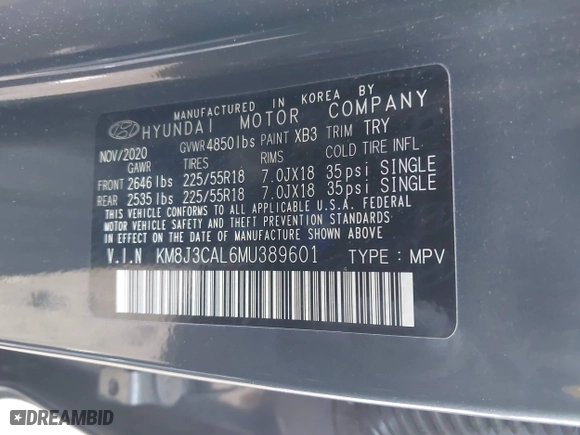 MANUFACTURED IN KOREA BY
HYUNDAI MOTOR COMPANY
NOV/2020 GVWR 4850 lbs PAINT XB3 TRIM TRY
GAWR TIRES RIMS COLD TIRE INFL.
FRONT 2646 lbs 225/55R18 7.0JX18 35psi SINGLE
REAR 2535 lbs 225/55R18 7.0JX18 35psi SINGLE
THIS VEHICLE CONFORMS TO ALL APPLICABLE U.S.A. FEDERAL
MOTOR VEHICLE SAFETY AND THEFT PREVENTION STANDARDS
IN EFFECT ON THE DATE OF MANUFACTURE SHOWN ABOVE
V.I.N KM8J3CAL6MU389601 TYPE : MPV
DREAMBID